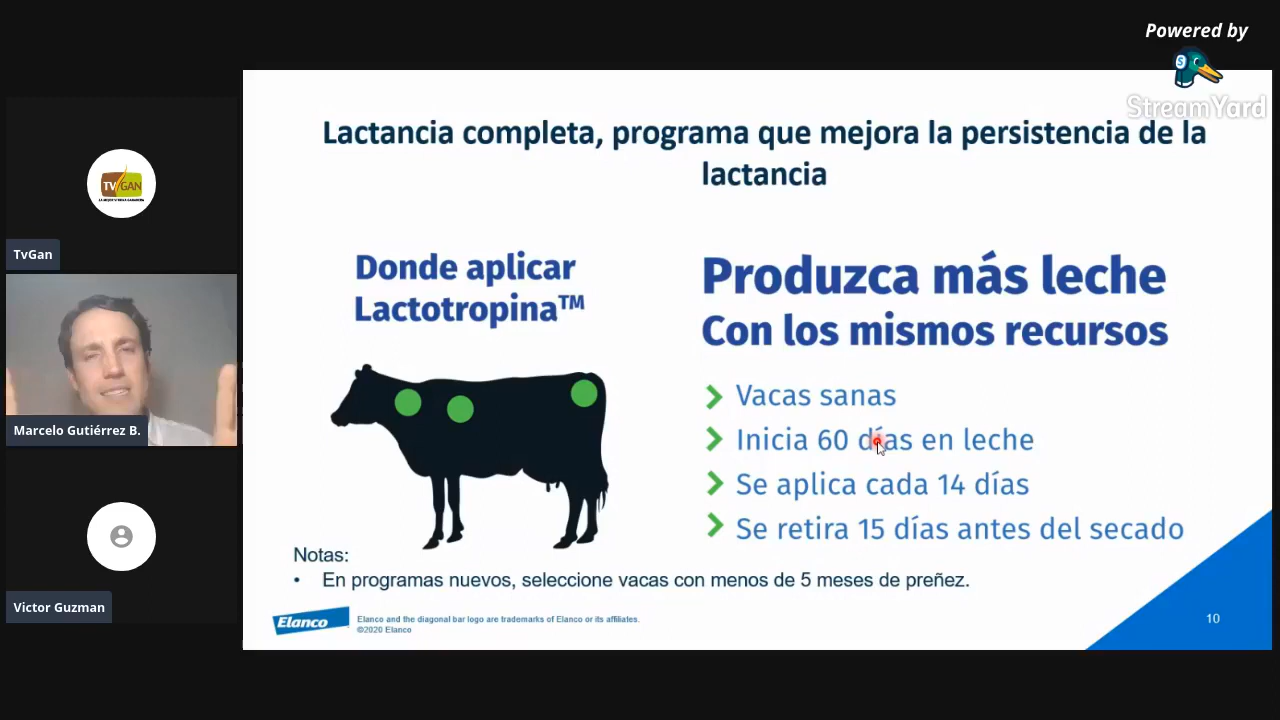 Powered by
StreamYard
TV GAN
TvGan
Marcelo Gutiérrez B.
Victor Guzman
Lactancia completa, programa que mejora la persistencia de la
lactancia
Donde aplicar
Lactotropina™
Produzca más leche
Con los mismos recursos
Vacas sanas
Inicia 60 días en leche
Se aplica cada 14 días
Se retira 15 días antes del secado
Notas:
• En programas nuevos, seleccione vacas con menos de 5 meses de preñez.
Elanco
Elanco and the diagonal bar logo are trademarks of Elanco or its affiliates.
©2020 Elanco
10